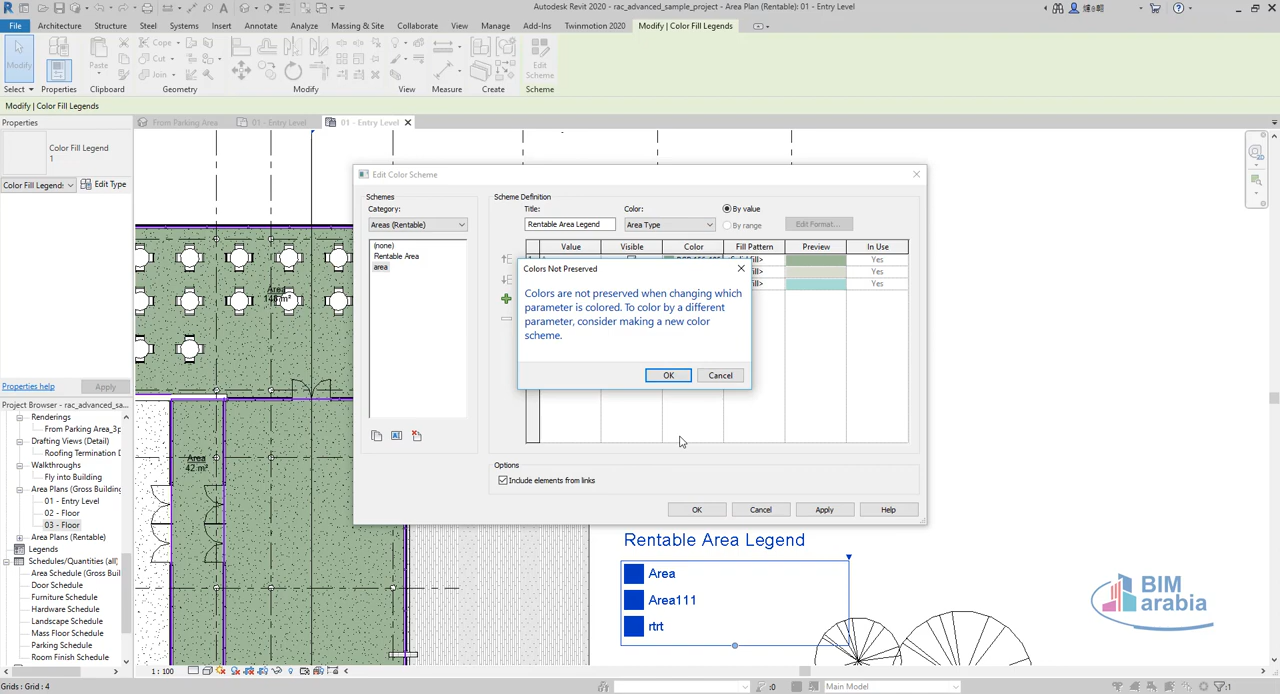 Autodesk Revit 2020 - rac_advanced_sample_project - Area Plan (Rentable): 01 - Entry Level
File Architecture Structure Systems Insert Annotate Analyze Massing & Site Collaborate View Manage Add-Ins Twinmotion 2020 Modify | Color Fill Legends
Modify Paste Cope Cut Join Edit Scheme
Select Properties Clipboard Geometry Modify View Measure Create Scheme
Modify | Color Fill Legends
Properties
From Parking Area 01 - Entry Level 01 - Entry Level
Color Fill Legend
1
Color Fill Legend: Edit Type
Properties help Apply
Project Browser - rac_advanced_sa...
Renderings
From Parking Area_3p
Drafting Views (Detail)
Roofing Termination D
Walkthroughs
Fly into Building
Area Plans (Gross Building
01 - Entry Level
02 - Floor
03 - Floor
Area Plans (Rentable)
Legends
Schedules/Quantities (all)
Area Schedule (Gross Buil
Door Schedule
Furniture Schedule
Hardware Schedule
Landscape Schedule
Mass Floor Schedule
Parking Schedule
Room Finish Schedule
Area
Area
42 m²
Edit Color Scheme
Schemes
Category:
Areas (Rentable)
(none)
Rentable Area
area
Scheme Definition
Title: Color: By value
Rentable Area Legend Area Type By range Edit Format...
Value Visible Color Fill Pattern Preview In Use
Yes
Yes
Yes
Colors Not Preserved
Colors are not preserved when changing which
parameter is colored. To color by a different
parameter, consider making a new color
scheme.
OK Cancel
Options
Include elements from links
OK Cancel Apply Help
Rentable Area Legend
Area
Area111
rtrt
BIM
arabia
1 : 100
Grids : Grid : 4
:0 Main Model :1